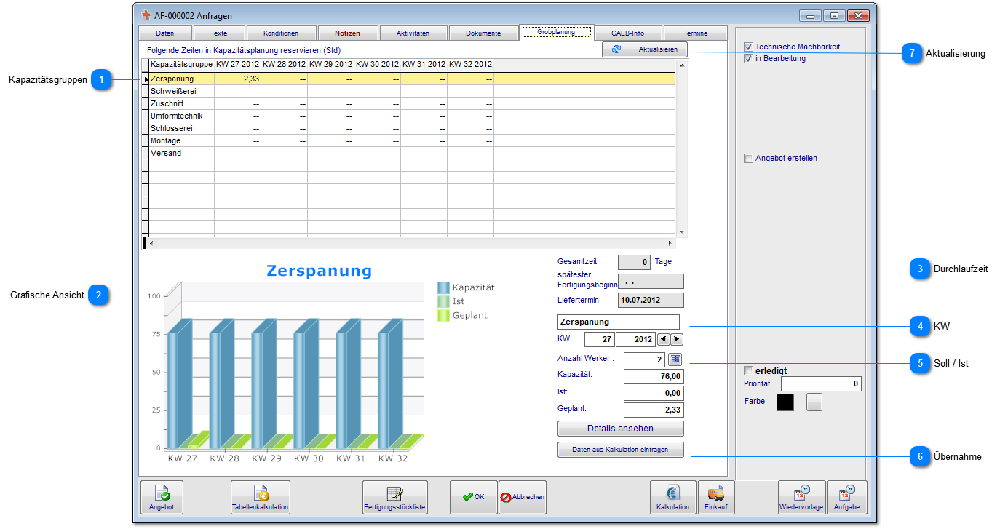 AF-000002 Anfragen
Daten Texte Konditionen Notizen Aktivitäten Dokumente Grobplanung GAEB-Info Termine
Folgende Zeiten in Kapazitätsplanung reservieren (Std)
Aktualisieren
Kapazitätsgruppe KW 27 2012 KW 28 2012 KW 29 2012 KW 30 2012 KW 31 2012 KW 32 2012
Zerspanung 2,33 -- -- -- -- --
Schweißerei -- -- -- -- -- --
Zuschnitt -- -- -- -- -- --
Umformtechnik -- -- -- -- -- --
Schlosserei -- -- -- -- -- --
Montage -- -- -- -- -- --
Versand -- -- -- -- -- --
Technische Machbarkeit
in Bearbeitung
Angebot erstellen
erledigt
Priorität 0
Farbe ...
7 Aktualisierung
Kapazitätsgruppen 1
Grafische Ansicht 2
Zerspanung
Kapazität
Ist
Geplant
100
75
50
25
0
KW 27 KW 28 KW 29 KW 30 KW 31 KW 32
Gesamtzeit 0 Tage
spätester
Fertigungsbeginn . .
Liefertermin 10.07.2012
Zerspanung
KW: 27 2012
Anzahl Werker : 2
Kapazität: 76,00
Ist: 0,00
Geplant: 2,33
Details ansehen
Daten aus Kalkulation eintragen
3 Durchlaufzeit
4 KW
5 Soll / Ist
6 Übernahme
Angebot Tabellenkalkulation Fertigungsstückliste OK Abbrechen Kalkulation Einkauf Wiedervorlage Aufgabe
12 12